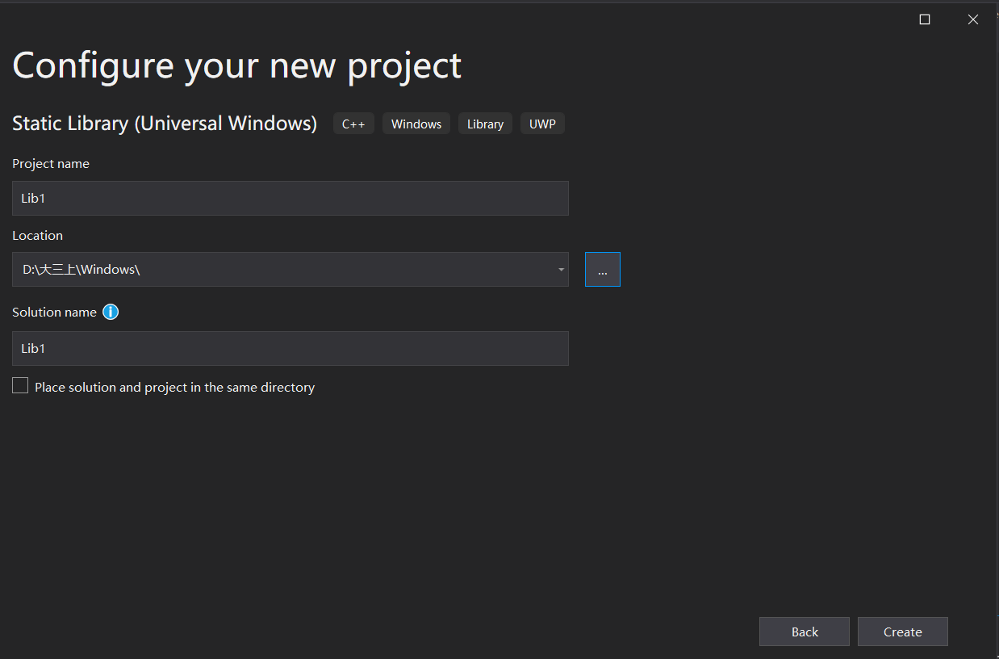 Configure your new project
Static Library (Universal Windows) C++ Windows Library UWP
Project name
Lib1
Location
D:\大三上\Windows\
...
Solution name
Lib1
Place solution and project in the same directory
Back Create